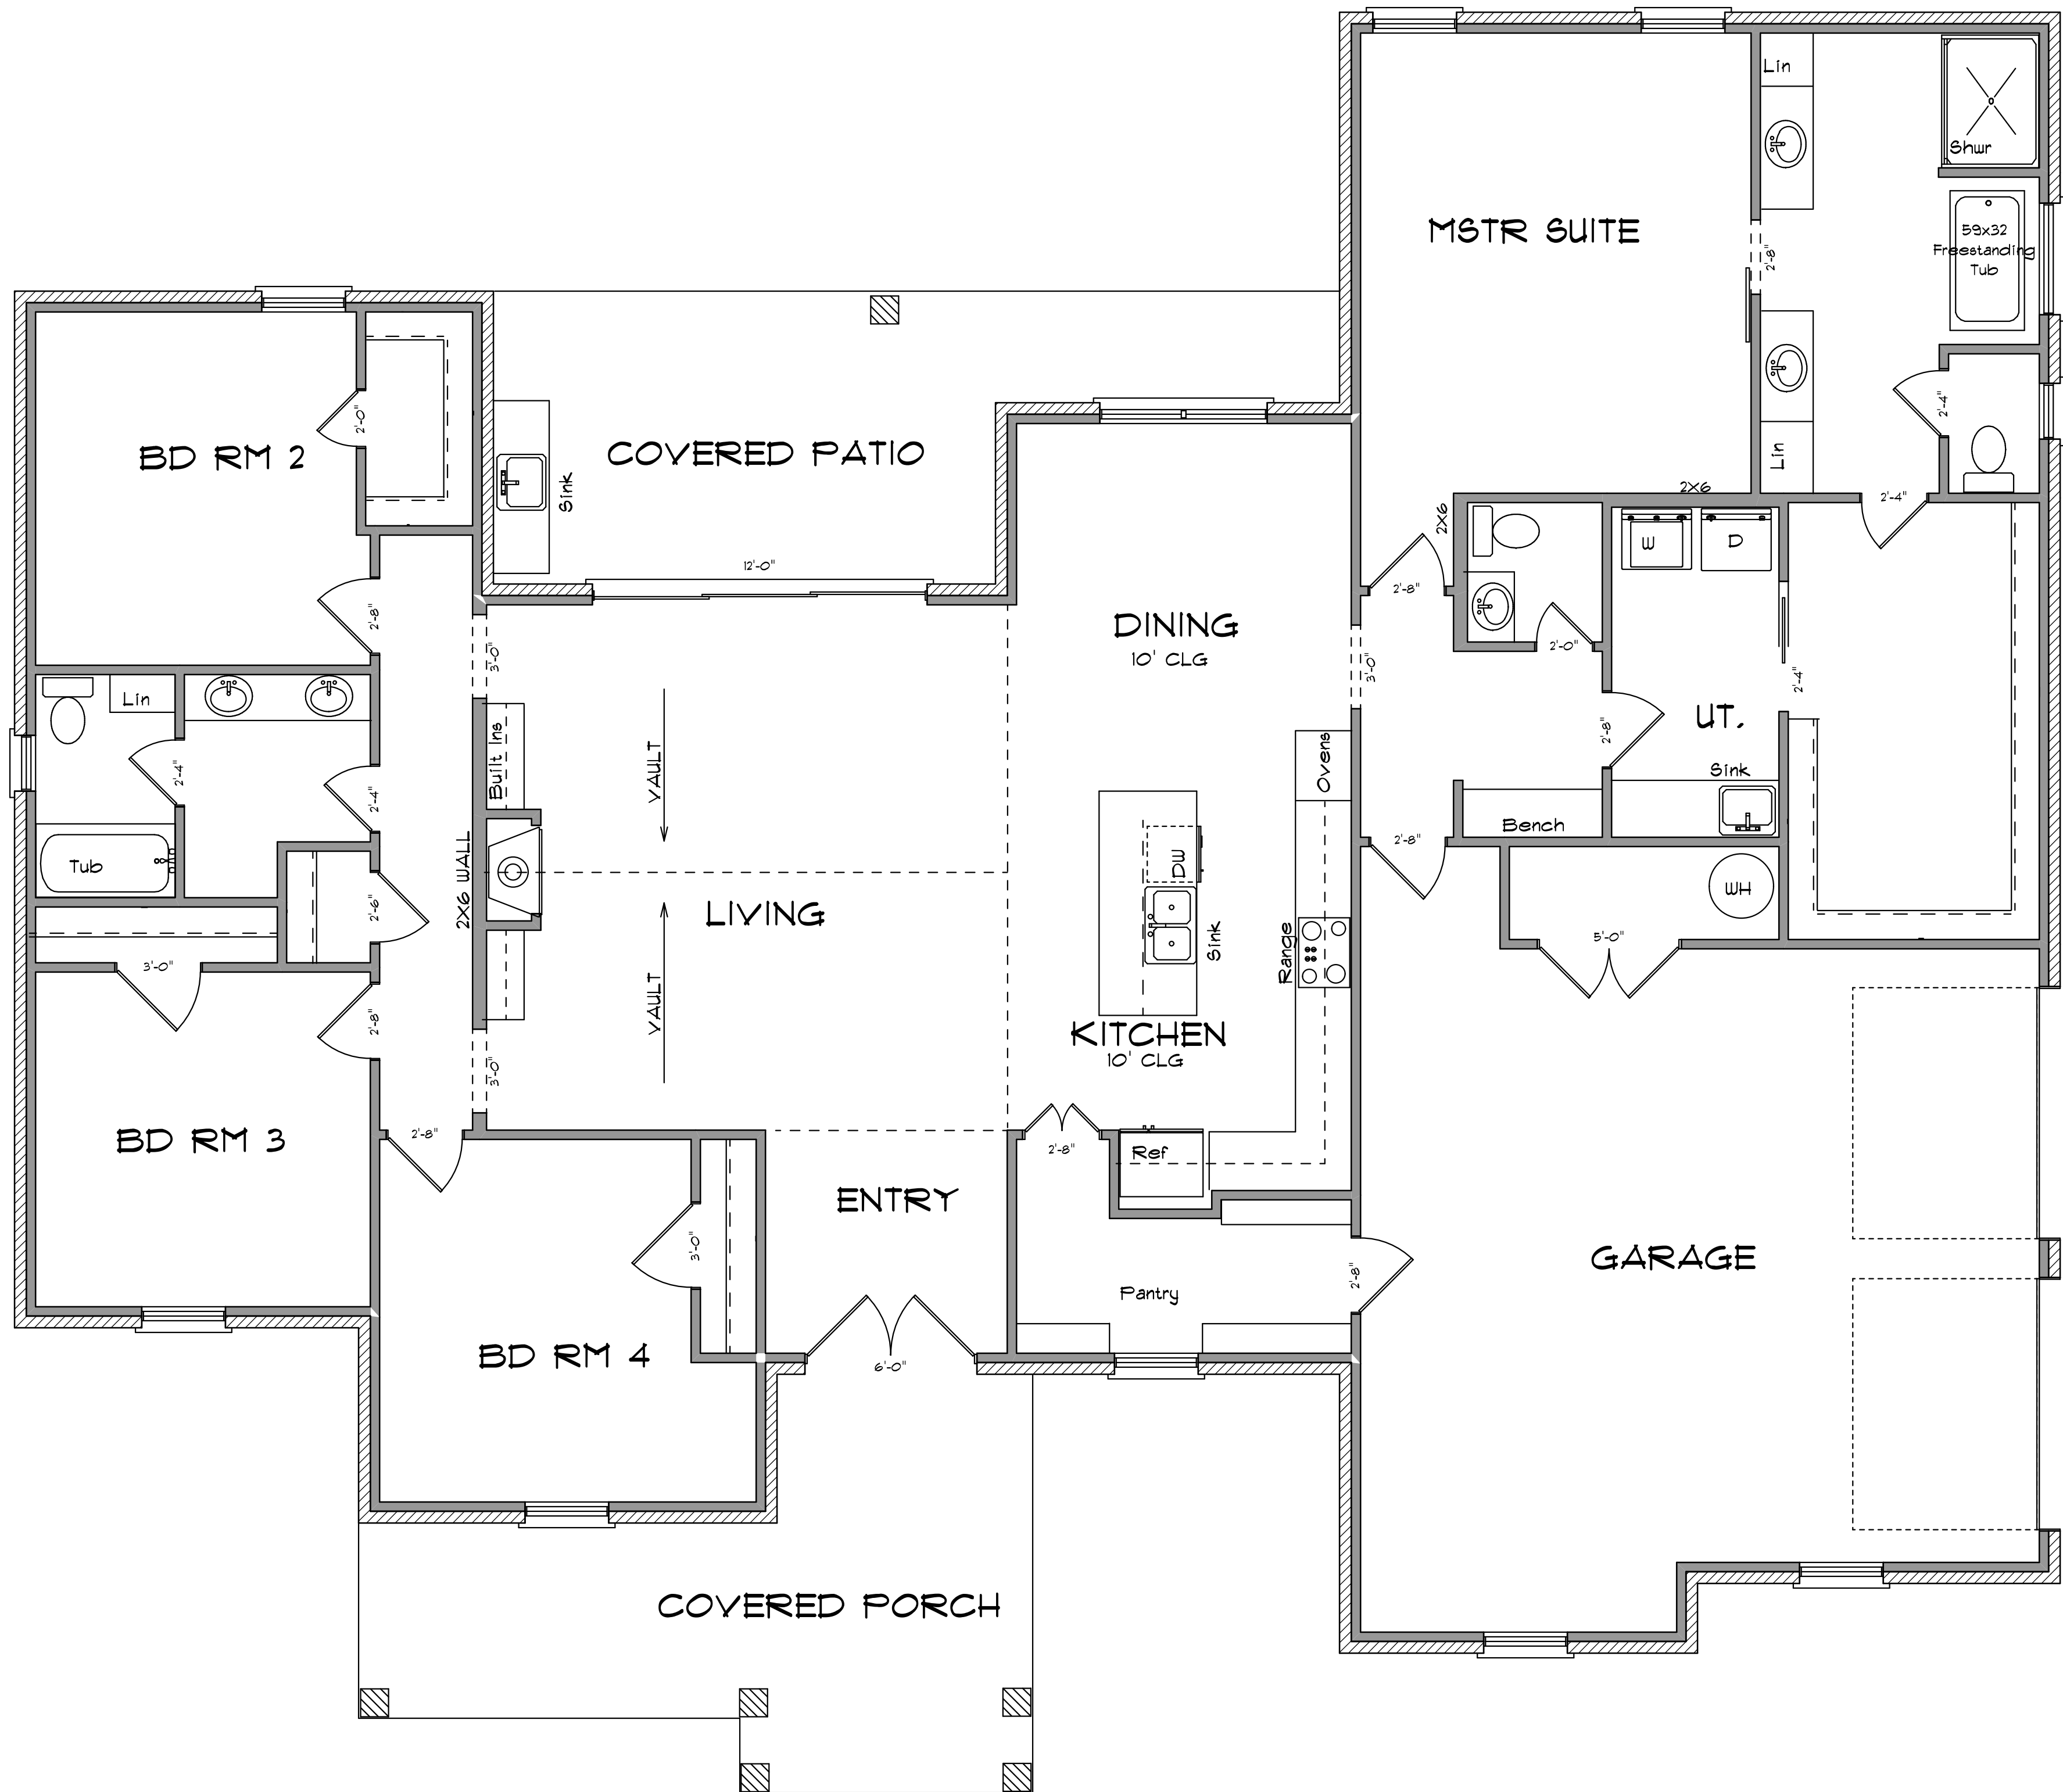 Lin
Shwr
MSTR SUITE
59x32
Freestanding
Tub
2'-8"
2'-4"
Lin
2'-4"
2X6
2X6
BD RM 2
2'-0"
COVERED PATIO
Sink
12'-0"
2'-8"
3'-0"
DINING
10' CLG
3'-0"
2'-8"
2'-0"
W
D
2'-4"
UT.
2'-8"
Sink
Bench
2'-8"
WH
5'-0"
Lin
2'-4"
2'-4"
Tub
2'-6"
2X6 WALL
Built Ins
VAULT
LIVING
VAULT
Ovens
DW
Sink
Range
KITCHEN
10' CLG
3'-0"
2'-8"
3'-0"
BD RM 3
2'-8"
2'-8"
Ref
ENTRY
3'-0"
Pantry
2'-8"
GARAGE
BD RM 4
6'-0"
COVERED PORCH